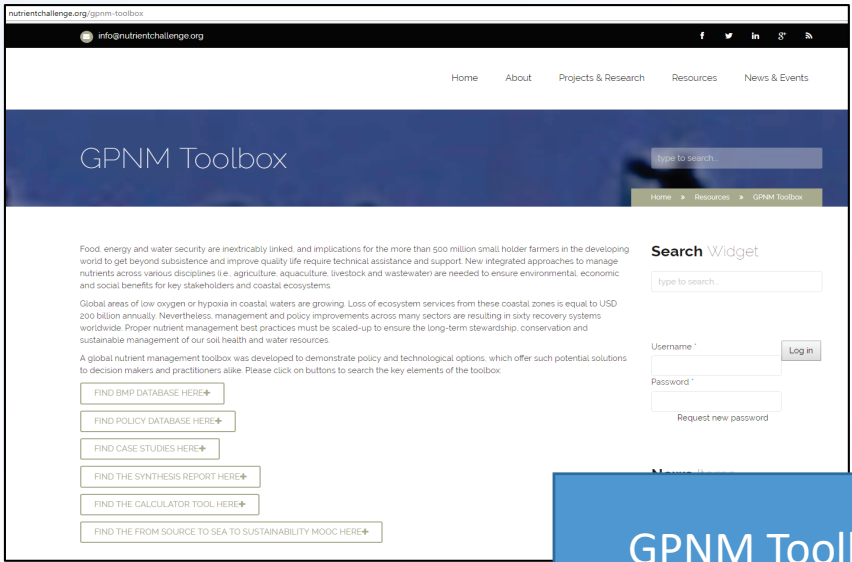 nutrientchallenge.org/gpnm-toolbox
info@nutrientchallenge.org
Home About Projects & Research Resources News & Events
GPNM Toolbox
type to search..
Home » Resources » GPNM Toolbox
Food, energy and water security are inextricably linked, and implications for the more than 500 million small holder farmers in the developing
world to get beyond subsistence and improve quality life require technical assistance and support. New integrated approaches to manage
nutrients across various disciplines (i.e., agriculture, aquaculture, livestock and wastewater) are needed to ensure environmental, economic
and social benefits for key stakeholders and coastal ecosystems.
Global areas of low oxygen or hypoxia in coastal waters are growing. Loss of ecosystem services from these coastal zones is equal to USD
200 billion annually. Nevertheless, management and policy improvements across many sectors are resulting in sixty recovery systems
worldwide. Proper nutrient management best practices must be scaled-up to ensure the long-term stewardship, conservation and
sustainable management of our soil health and water resources.
A global nutrient management toolbox was developed to demonstrate policy and technological options, which offer such potential solutions
to decision makers and practitioners alike. Please click on buttons to search the key elements of the toolbox:
FIND BMP DATABASE HERE+
FIND POLICY DATABASE HERE+
FIND CASE STUDIES HERE+
FIND THE SYNTHESIS REPORT HERE+
FIND THE CALCULATOR TOOL HERE+
FIND THE FROM SOURCE TO SEA TO SUSTAINABILITY MOOC HERE+
Search Widget
type to search..
Username *
Log in
Password *
Request new password
GPNM Tool